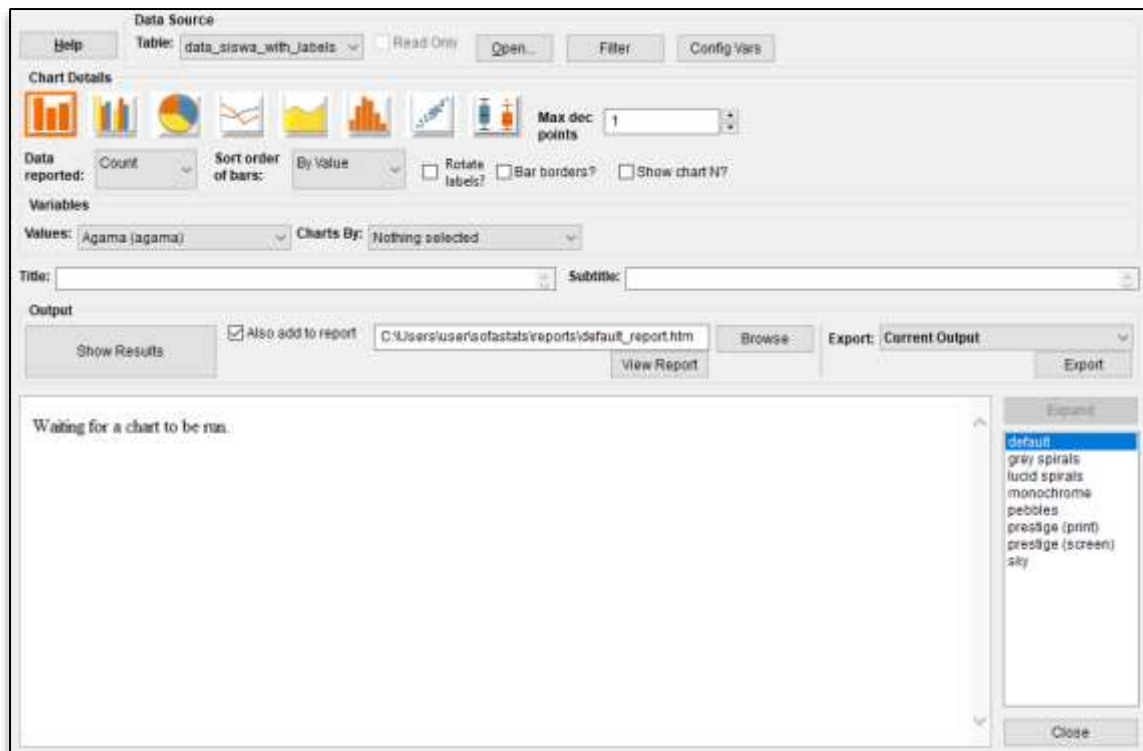 Data Source
Help Table: data_siswa_with_labels Read Only Open... Filter Config Vars
Chart Details
Max dec points 1
Data reported: Count Sort order of bars: By Value Rotate labels? Bar borders? Show chart N?
Variables
Values: Agama (agama) Charts By: Nothing selected
Title: Subtitle:
Output
Show Results Also add to report C:\Users\user\sofastats\reports\default_report.htm Browse Export: Current Output
View Report Export
Waiting for a chart to be run.
Expand
default
grey spirals
lucid spirals
monochrome
pebbles
prestige (print)
prestige (screen)
sky
Close